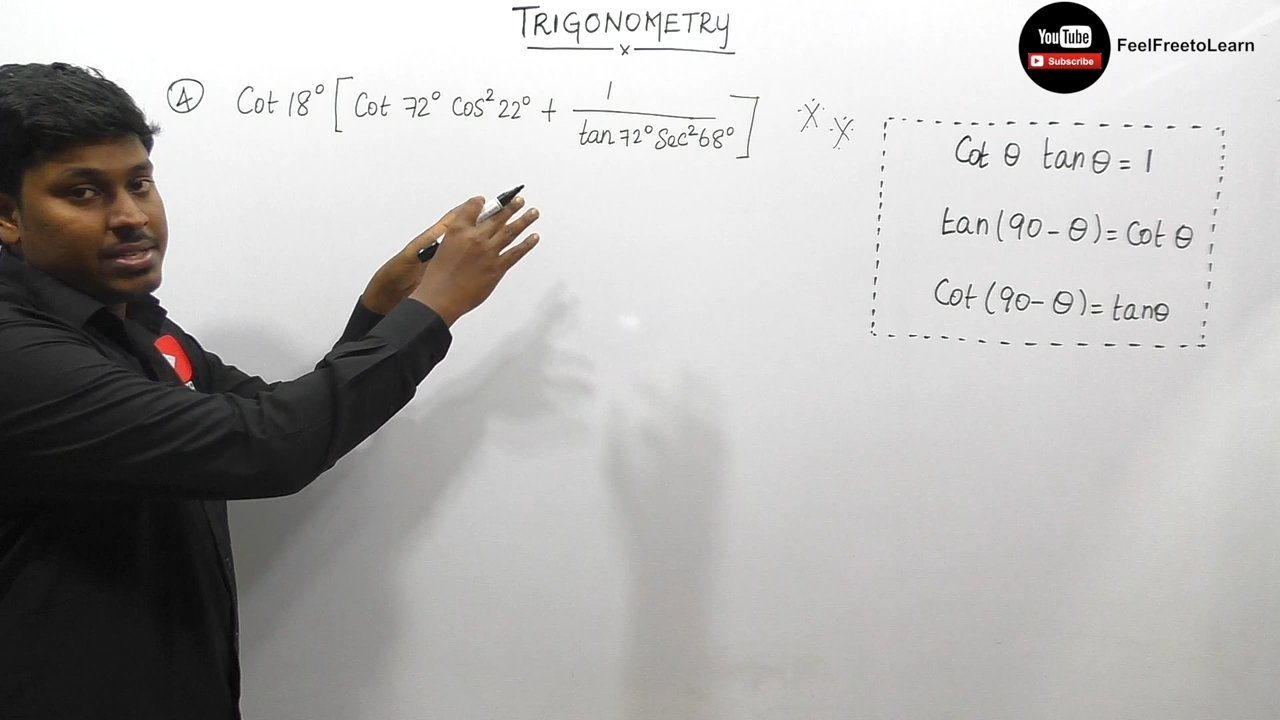 TRIGONOMETRY
x
YouTube
Subscribe
FeelFreetoLearn
4 Cot 18° [ Cot 72° Cos² 22° + 1 / tan 72° Sec² 68° ]
Cot θ tan θ = 1
tan (90 - θ) = Cot θ
Cot (90 - θ) = tan θ